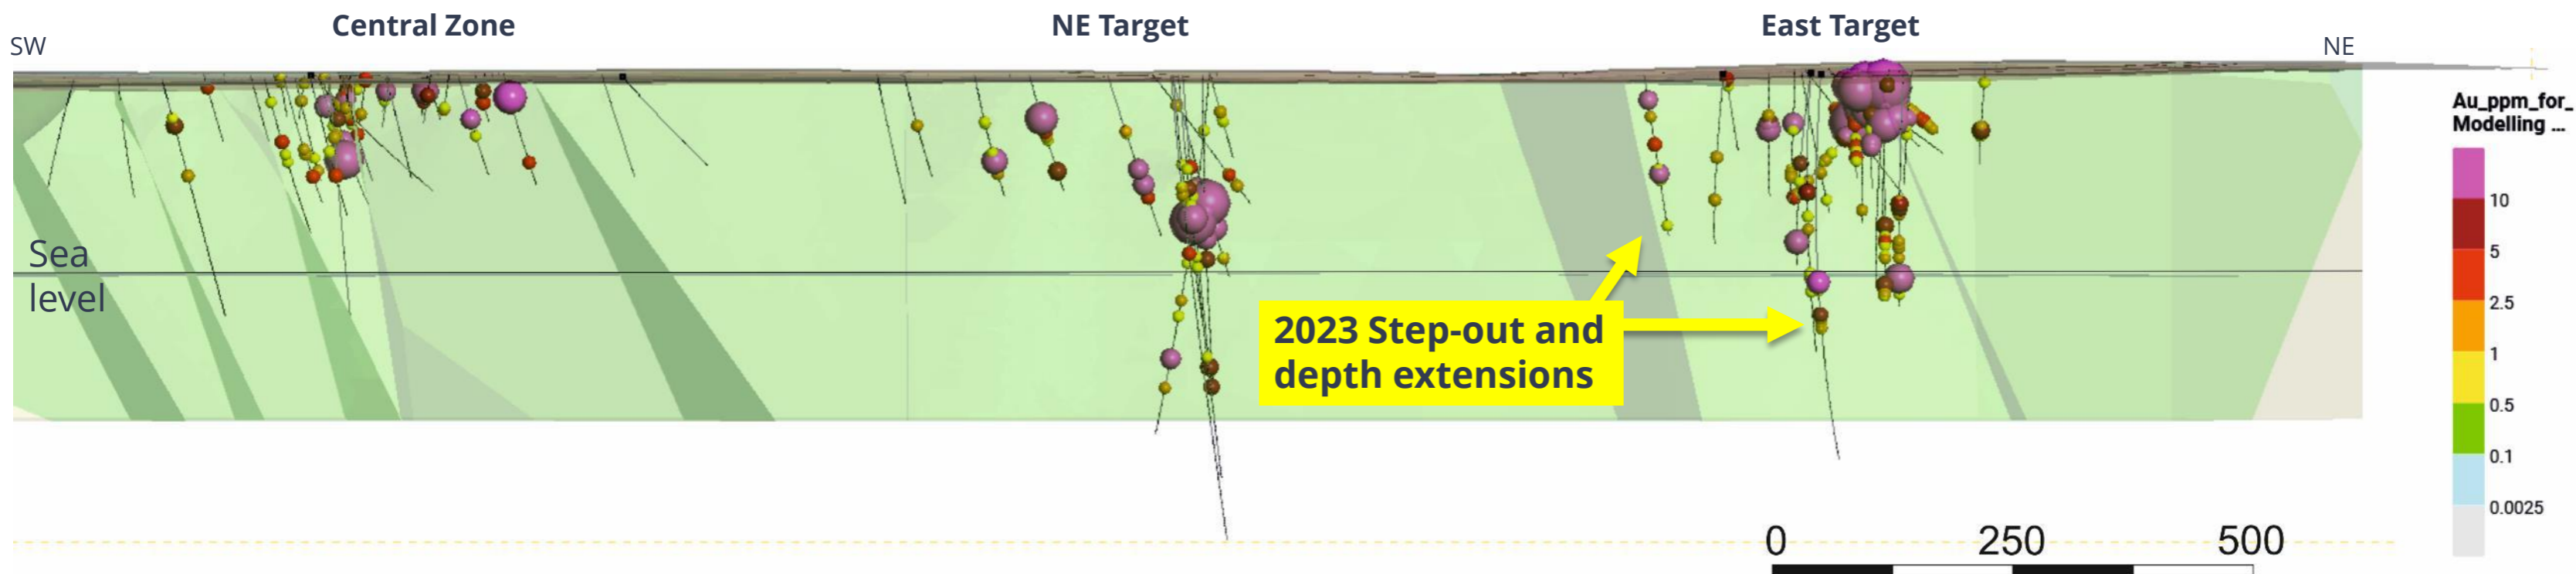 Central Zone
NE Target
East Target
SW
NE
Au_ppm_for_
Modelling ...
10
5
2.5
1
0.5
0.1
0.0025
Sea
level
2023 Step-out and
depth extensions
0 250 500